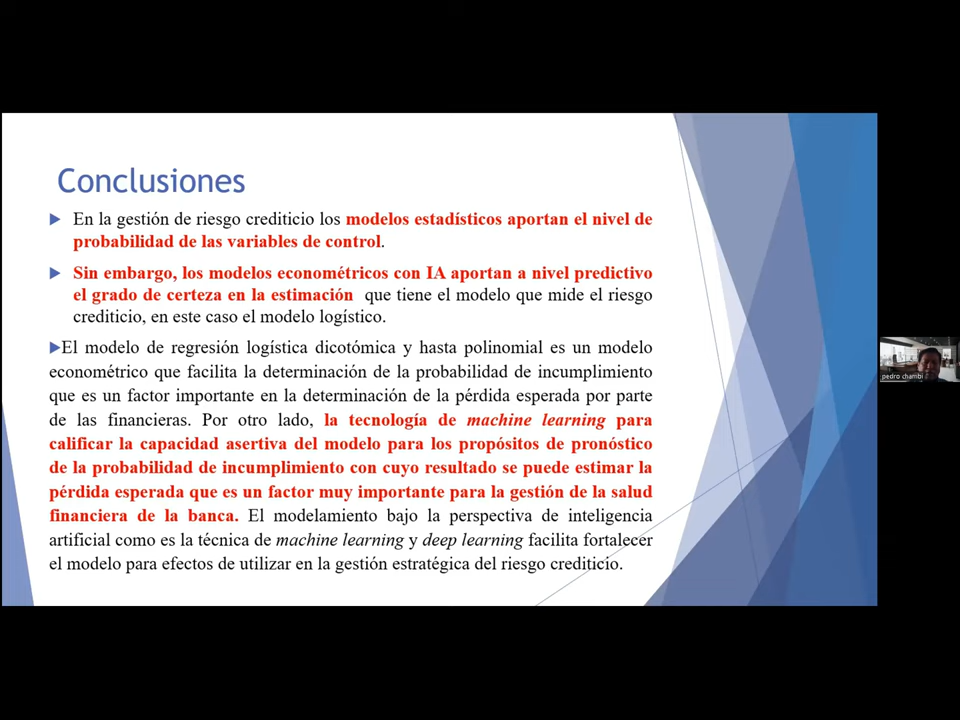 Conclusiones
En la gestión de riesgo crediticio los modelos estadísticos aportan el nivel de
probabilidad de las variables de control.
Sin embargo, los modelos econométricos con IA aportan a nivel predictivo
el grado de certeza en la estimación que tiene el modelo que mide el riesgo
crediticio, en este caso el modelo logístico.
El modelo de regresión logística dicotómica y hasta polinomial es un modelo
econométrico que facilita la determinación de la probabilidad de incumplimiento
que es un factor importante en la determinación de la pérdida esperada por parte
de las financieras. Por otro lado, la tecnología de machine learning para
calificar la capacidad asertiva del modelo para los propósitos de pronóstico
de la probabilidad de incumplimiento con cuyo resultado se puede estimar la
pérdida esperada que es un factor muy importante para la gestión de la salud
financiera de la banca. El modelamiento bajo la perspectiva de inteligencia
artificial como es la técnica de machine learning y deep learning facilita fortalecer
el modelo para efectos de utilizar en la gestión estratégica del riesgo crediticio.
pedro chambi